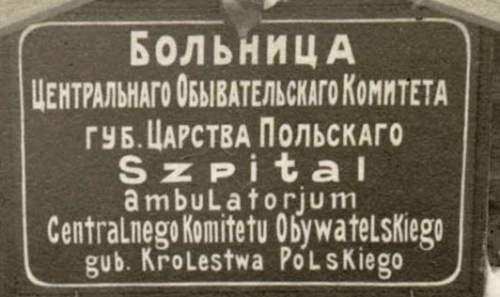 БОЛЬНИЦА
ЦЕНТРАЛЬНАГО ОБЫВАТЕЛЬСКАГО КОМИТЕТА
ГУБ. ЦАРСТВА ПОЛЬСКАГО
Szpital
ambulatorjum
Centralnego Komitetu Obywatelskiego
gub. Krolestwa Polskiego